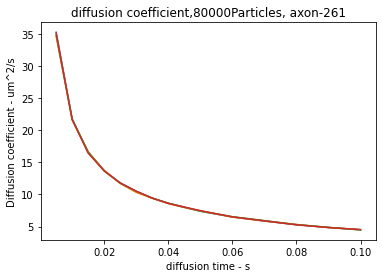 diffusion coefficient,80000Particles, axon-261
Diffusion coefficient - um^2/s
35
30
25
20
15
10
5
0.02 0.04 0.06 0.08 0.10
diffusion time - s